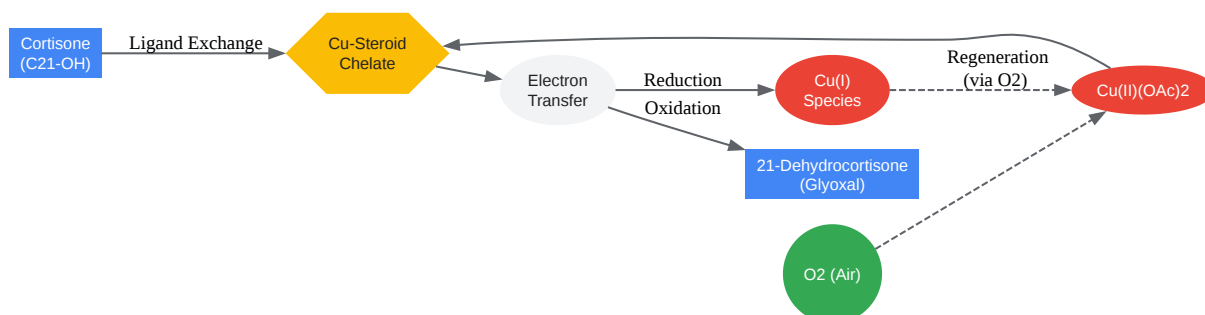 Cortisone
(C21-OH)
Ligand Exchange
Cu-Steroid
Chelate
Electron
Transfer
Reduction
Oxidation
Cu(I)
Species
Regeneration
(via O2)
Cu(II)(OAc)2
21-Dehydrocortisone
(Glyoxal)
O2 (Air)